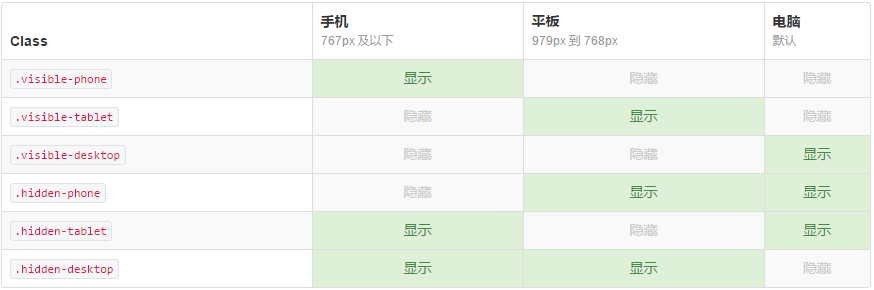 Class 手机 平板 电脑
767px 及以下 979px 到 768px 默认
.visible-phone 显示 隐藏 隐藏
.visible-tablet 隐藏 显示 隐藏
.visible-desktop 隐藏 隐藏 显示
.hidden-phone 隐藏 显示 显示
.hidden-tablet 显示 隐藏 显示
.hidden-desktop 显示 显示 隐藏